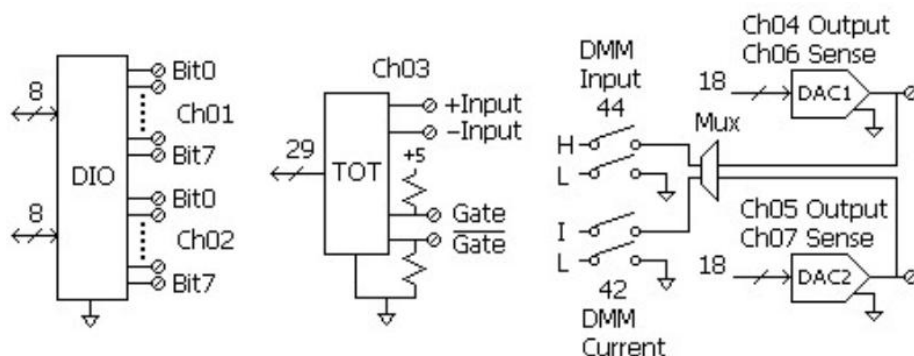 8
DIO
Bit0
Ch01
Bit7
8
Bit0
Ch02
Bit7
Ch03
29
TOT
+Input
−Input
+5
Gate
Gate
DMM
Input
44
H
L
I
L
42
DMM
Current
Mux
Ch04 Output
Ch06 Sense
18
DAC1
Ch05 Output
Ch07 Sense
18
DAC2